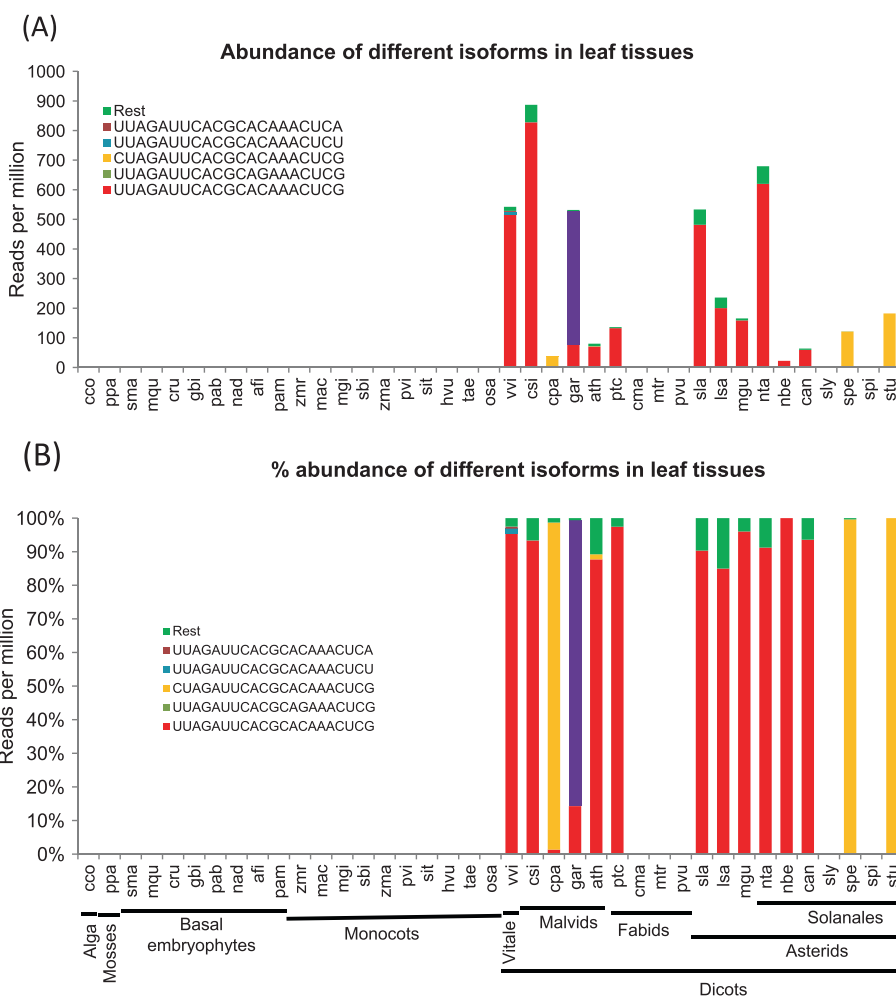 (A)
Abundance of different isoforms in leaf tissues
Reads per million
1000
900
800
700
600
500
400
300
200
100
0
Rest
UUAGAUUCACGCACAAACUCA
UUAGAUUCACGCACAAACUCU
CUAGAUUCACGCACAAACUCG
UUAGAUUCACGCAGAAACUCG
UUAGAUUCACGCACAAACUCG
cco ppa sma mqu cru gbi pab nad afi pam zmr mac mgi sbi zma pvi sit hvu tae osa vvi csi cpa gar ath ptc cma mtr pvu sla lsa mgu nta nbe can sly spe spi stu
(B)
% abundance of different isoforms in leaf tissues
Reads per million
100%
90%
80%
70%
60%
50%
40%
30%
20%
10%
0%
Rest
UUAGAUUCACGCACAAACUCA
UUAGAUUCACGCACAAACUCU
CUAGAUUCACGCACAAACUCG
UUAGAUUCACGCAGAAACUCG
UUAGAUUCACGCACAAACUCG
cco ppa sma mqu cru gbi pab nad afi pam zmr mac mgi sbi zma pvi sit hvu tae osa vvi csi cpa gar ath ptc cma mtr pvu sla lsa mgu nta nbe can sly spe spi stu
Alga
Mosses
Basal
embryophytes
Monocots
Vitale
Malvids
Fabids
Solanales
Asterids
Dicots